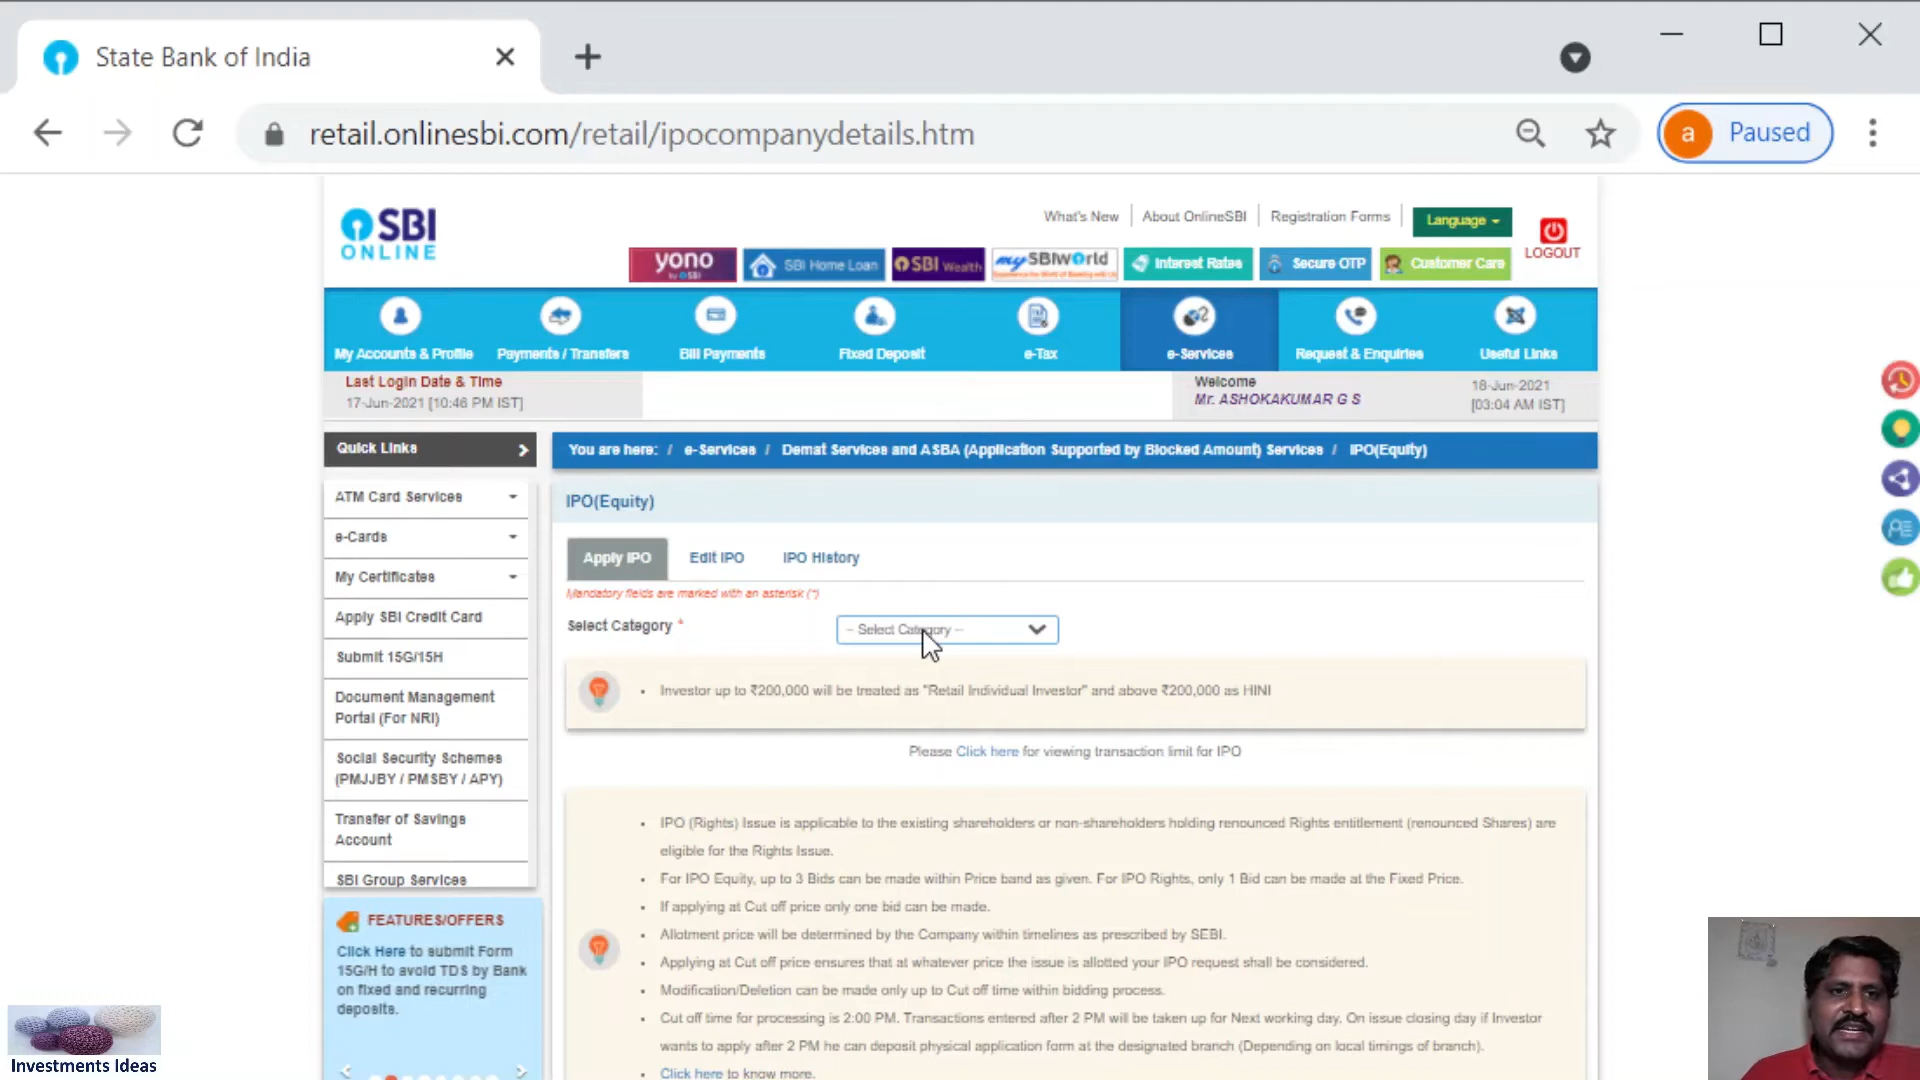 State Bank of India
retail.onlinesbi.com/retail/ipocompanydetails.htm
a Paused
SBI
ONLINE
What's New
About OnlineSBI
Registration Forms
Language
LOGOUT
yono
by SBI
SBI Home Loan
SBI Wealth
my SBIWorld
Interest Rates
Secure OTP
Customer Care
My Accounts & Profile
Payments / Transfers
Bill Payments
Fixed Deposit
e-Tax
e-Services
Request & Enquiries
Useful Links
Last Login Date & Time
17-Jun-2021 [10:46 PM IST]
Welcome
Mr. ASHOKAKUMAR G S
18-Jun-2021
[03:04 AM IST]
Quick Links
You are here: / e-Services / Demat Services and ASBA (Application Supported by Blocked Amount) Services / IPO(Equity)
ATM Card Services
e-Cards
My Certificates
Apply SBI Credit Card
Submit 15G/15H
Document Management
Portal (For NRI)
Social Security Schemes
(PMJJBY / PMSBY / APY)
Transfer of Savings
Account
SBI Group Services
FEATURES/OFFERS
Click Here to submit Form
15G/H to avoid TDS by Bank
on fixed and recurring
deposits.
IPO(Equity)
Apply IPO
Edit IPO
IPO History
Mandatory fields are marked with an asterisk (*)
Select Category *
-- Select Category --
• Investor up to ₹200,000 will be treated as "Retail Individual Investor" and above ₹200,000 as HINI
Please Click here for viewing transaction limit for IPO
• IPO (Rights) Issue is applicable to the existing shareholders or non-shareholders holding renounced Rights entitlement (renounced Shares) are
eligible for the Rights Issue.
• For IPO Equity, up to 3 Bids can be made within Price band as given. For IPO Rights, only 1 Bid can be made at the Fixed Price.
• If applying at Cut off price only one bid can be made.
• Allotment price will be determined by the Company within timelines as prescribed by SEBI.
• Applying at Cut off price ensures that at whatever price the issue is allotted your IPO request shall be considered.
• Modification/Deletion can be made only up to Cut off time within bidding process.
• Cut off time for processing is 2:00 PM. Transactions entered after 2 PM will be taken up for Next working day. On issue closing day if Investor
wants to apply after 2 PM he can deposit physical application form at the designated branch (Depending on local timings of branch).
• Click here to know more.
Investments Ideas